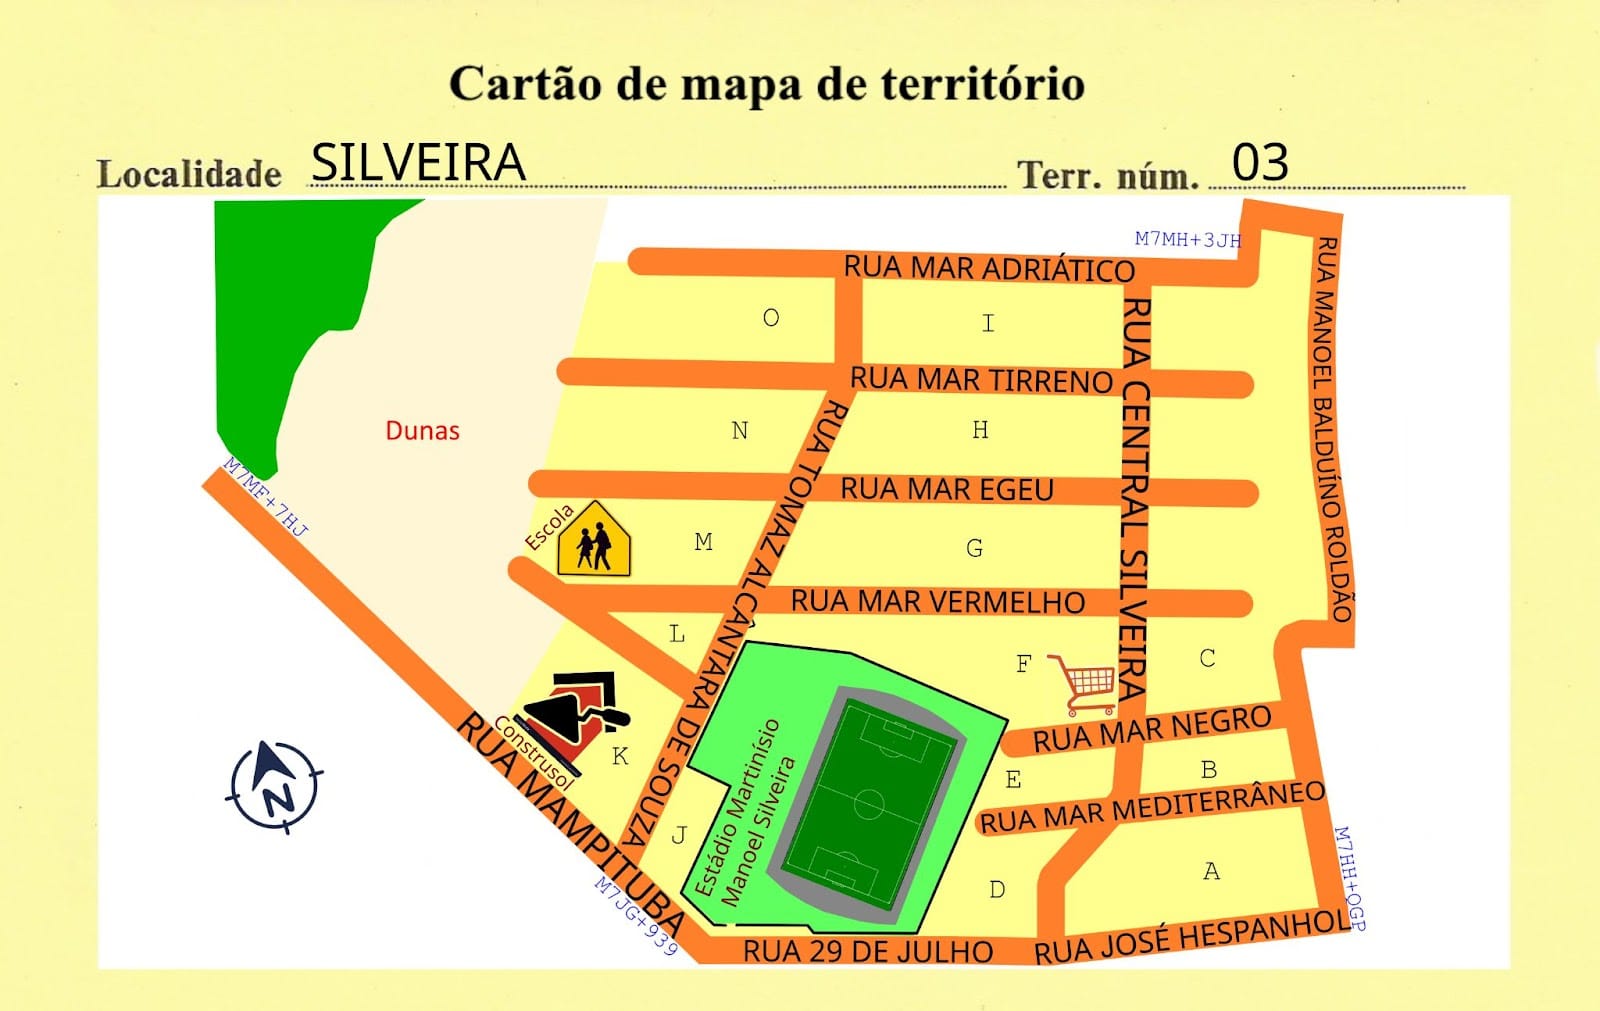 Cartão de mapa de território
Localidade SILVEIRA
Terr. núm. 03
M7MH+3JH
RUA MAR ADRIÁTICO
RUA MANOEL BALDUÍNO ROLDÃO
O
I
RUA CENTRAL SILVEIRA
RUA MAR TIRRENO
Dunas
N
H
RUA TOMAZ ALCÂNTARA DE SOUZA
M7MF+7HJ
RUA MAR EGEU
Escola
M
G
RUA MAR VERMELHO
L
F
C
RUA MAR NEGRO
Construsol
K
E
B
RUA MAMPITUBA
Estádio Martinísio
Manoel Silveira
RUA MAR MEDITERRÂNEO
J
D
A
M7HH+QGP
M7JG+939
RUA 29 DE JULHO
RUA JOSÉ HESPANHOL
N